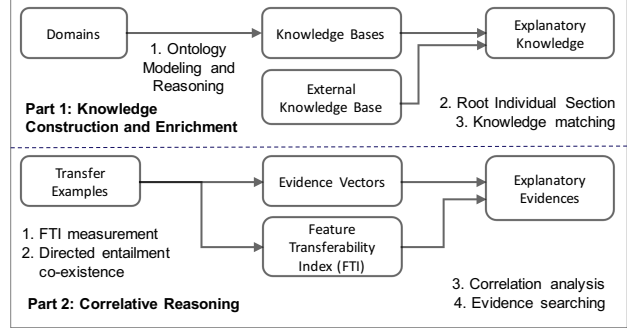 Domains
1. Ontology
Modeling and
Reasoning
Knowledge Bases
External
Knowledge Base
Explanatory
Knowledge
2. Root Individual Section
3. Knowledge matching
Part 1: Knowledge
Construction and Enrichment
Transfer
Examples
Evidence Vectors
Feature
Transferability
Index (FTI)
Explanatory
Evidences
1. FTI measurement
2. Directed entailment
co-existence
3. Correlation analysis
4. Evidence searching
Part 2: Correlative Reasoning